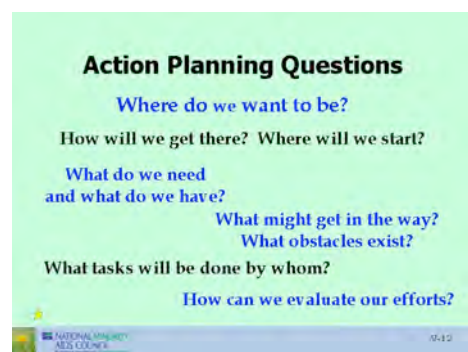 Action Planning Questions
Where do we want to be?
How will we get there? Where will we start?
What do we need
and what do we have?
What might get in the way?
What obstacles exist?
What tasks will be done by whom?
How can we evaluate our efforts?
NATIONAL MINORITY
AIDS COUNCIL